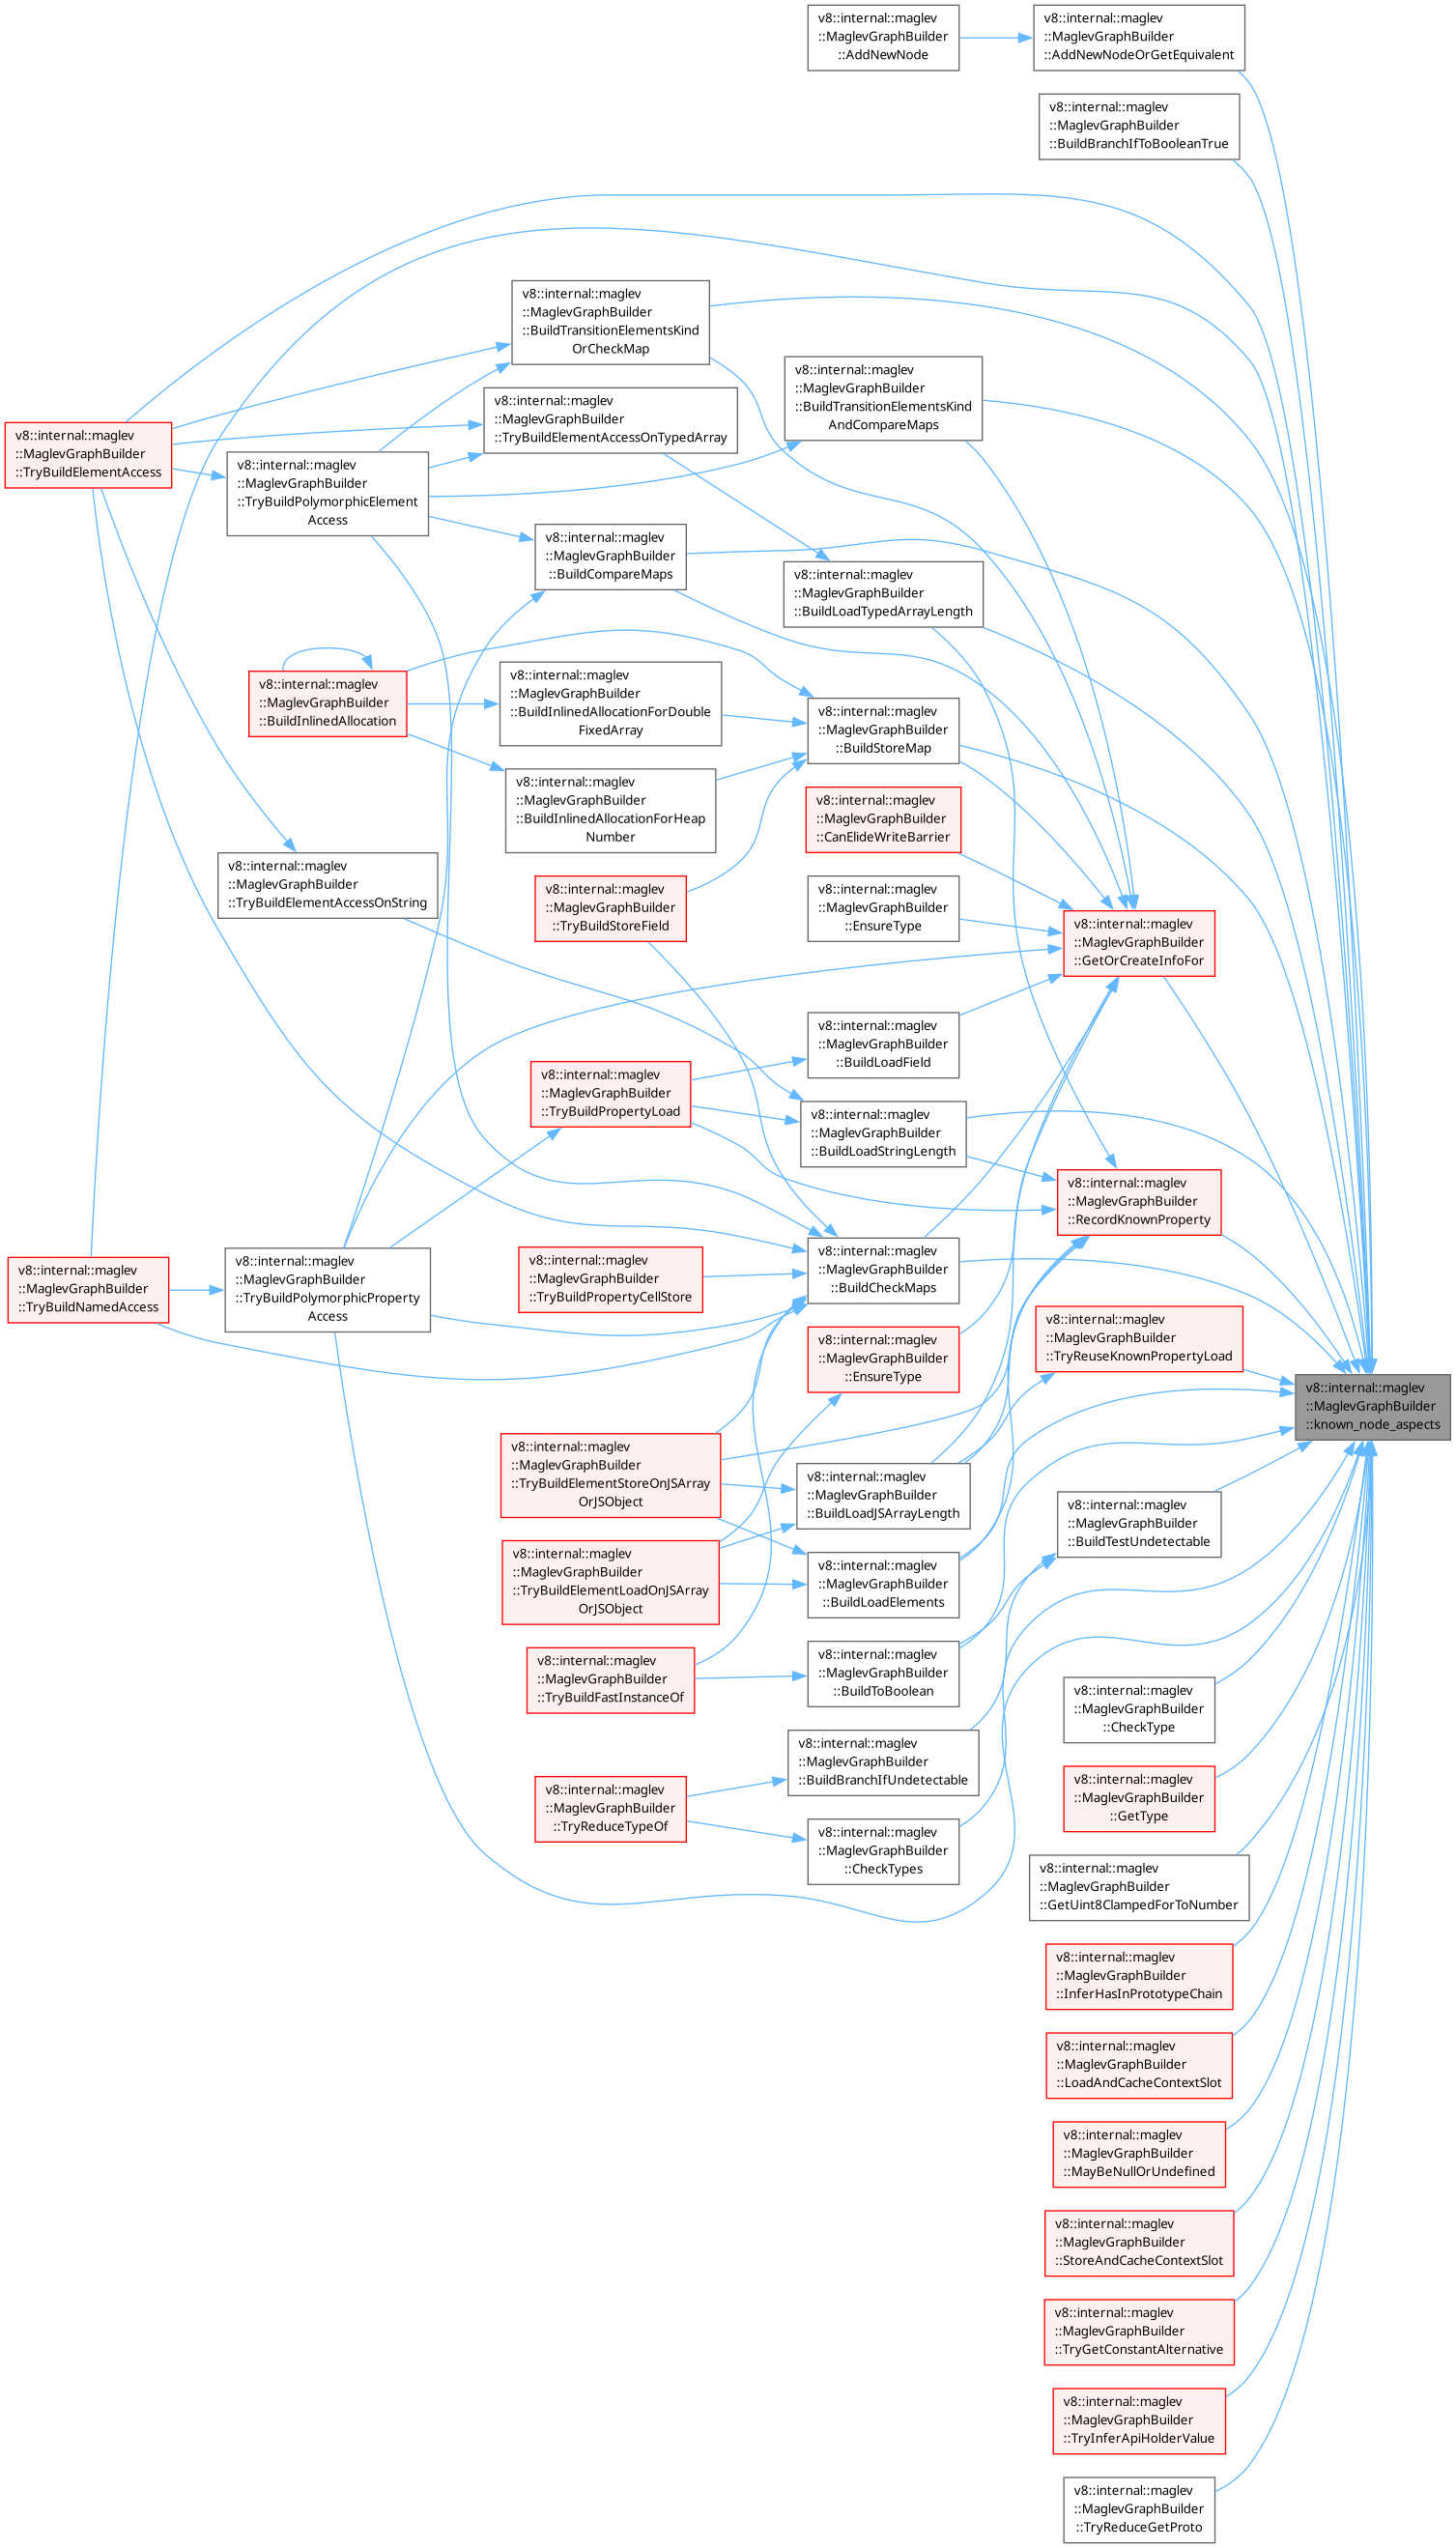 v8::internal::maglev
::MaglevGraphBuilder
::AddNewNode
v8::internal::maglev
::MaglevGraphBuilder
::AddNewNodeOrGetEquivalent
v8::internal::maglev
::MaglevGraphBuilder
::BuildBranchIfToBooleanTrue
v8::internal::maglev
::MaglevGraphBuilder
::BuildTransitionElementsKind
OrCheckMap
v8::internal::maglev
::MaglevGraphBuilder
::BuildTransitionElementsKind
AndCompareMaps
v8::internal::maglev
::MaglevGraphBuilder
::TryBuildElementAccessOnTypedArray
v8::internal::maglev
::MaglevGraphBuilder
::TryBuildElementAccess
v8::internal::maglev
::MaglevGraphBuilder
::TryBuildPolymorphicElement
Access
v8::internal::maglev
::MaglevGraphBuilder
::BuildCompareMaps
v8::internal::maglev
::MaglevGraphBuilder
::BuildLoadTypedArrayLength
v8::internal::maglev
::MaglevGraphBuilder
::BuildInlinedAllocation
v8::internal::maglev
::MaglevGraphBuilder
::BuildInlinedAllocationForDouble
FixedArray
v8::internal::maglev
::MaglevGraphBuilder
::BuildStoreMap
v8::internal::maglev
::MaglevGraphBuilder
::BuildInlinedAllocationForHeap
Number
v8::internal::maglev
::MaglevGraphBuilder
::CanElideWriteBarrier
v8::internal::maglev
::MaglevGraphBuilder
::TryBuildElementAccessOnString
v8::internal::maglev
::MaglevGraphBuilder
::TryBuildStoreField
v8::internal::maglev
::MaglevGraphBuilder
::EnsureType
v8::internal::maglev
::MaglevGraphBuilder
::GetOrCreateInfoFor
v8::internal::maglev
::MaglevGraphBuilder
::BuildLoadField
v8::internal::maglev
::MaglevGraphBuilder
::TryBuildPropertyLoad
v8::internal::maglev
::MaglevGraphBuilder
::BuildLoadStringLength
v8::internal::maglev
::MaglevGraphBuilder
::RecordKnownProperty
v8::internal::maglev
::MaglevGraphBuilder
::TryBuildNamedAccess
v8::internal::maglev
::MaglevGraphBuilder
::TryBuildPolymorphicProperty
Access
v8::internal::maglev
::MaglevGraphBuilder
::TryBuildPropertyCellStore
v8::internal::maglev
::MaglevGraphBuilder
::BuildCheckMaps
v8::internal::maglev
::MaglevGraphBuilder
::EnsureType
v8::internal::maglev
::MaglevGraphBuilder
::TryReuseKnownPropertyLoad
v8::internal::maglev
::MaglevGraphBuilder
::known_node_aspects
v8::internal::maglev
::MaglevGraphBuilder
::TryBuildElementStoreOnJSArray
OrJSObject
v8::internal::maglev
::MaglevGraphBuilder
::BuildLoadJSArrayLength
v8::internal::maglev
::MaglevGraphBuilder
::BuildTestUndetectable
v8::internal::maglev
::MaglevGraphBuilder
::TryBuildElementLoadOnJSArray
OrJSObject
v8::internal::maglev
::MaglevGraphBuilder
::BuildLoadElements
v8::internal::maglev
::MaglevGraphBuilder
::TryBuildFastInstanceOf
v8::internal::maglev
::MaglevGraphBuilder
::BuildToBoolean
v8::internal::maglev
::MaglevGraphBuilder
::CheckType
v8::internal::maglev
::MaglevGraphBuilder
::BuildBranchIfUndetectable
v8::internal::maglev
::MaglevGraphBuilder
::TryReduceTypeOf
v8::internal::maglev
::MaglevGraphBuilder
::GetType
v8::internal::maglev
::MaglevGraphBuilder
::CheckTypes
v8::internal::maglev
::MaglevGraphBuilder
::GetUint8ClampedForToNumber
v8::internal::maglev
::MaglevGraphBuilder
::InferHasInPrototypeChain
v8::internal::maglev
::MaglevGraphBuilder
::LoadAndCacheContextSlot
v8::internal::maglev
::MaglevGraphBuilder
::MayBeNullOrUndefined
v8::internal::maglev
::MaglevGraphBuilder
::StoreAndCacheContextSlot
v8::internal::maglev
::MaglevGraphBuilder
::TryGetConstantAlternative
v8::internal::maglev
::MaglevGraphBuilder
::TryInferApiHolderValue
v8::internal::maglev
::MaglevGraphBuilder
::TryReduceGetProto